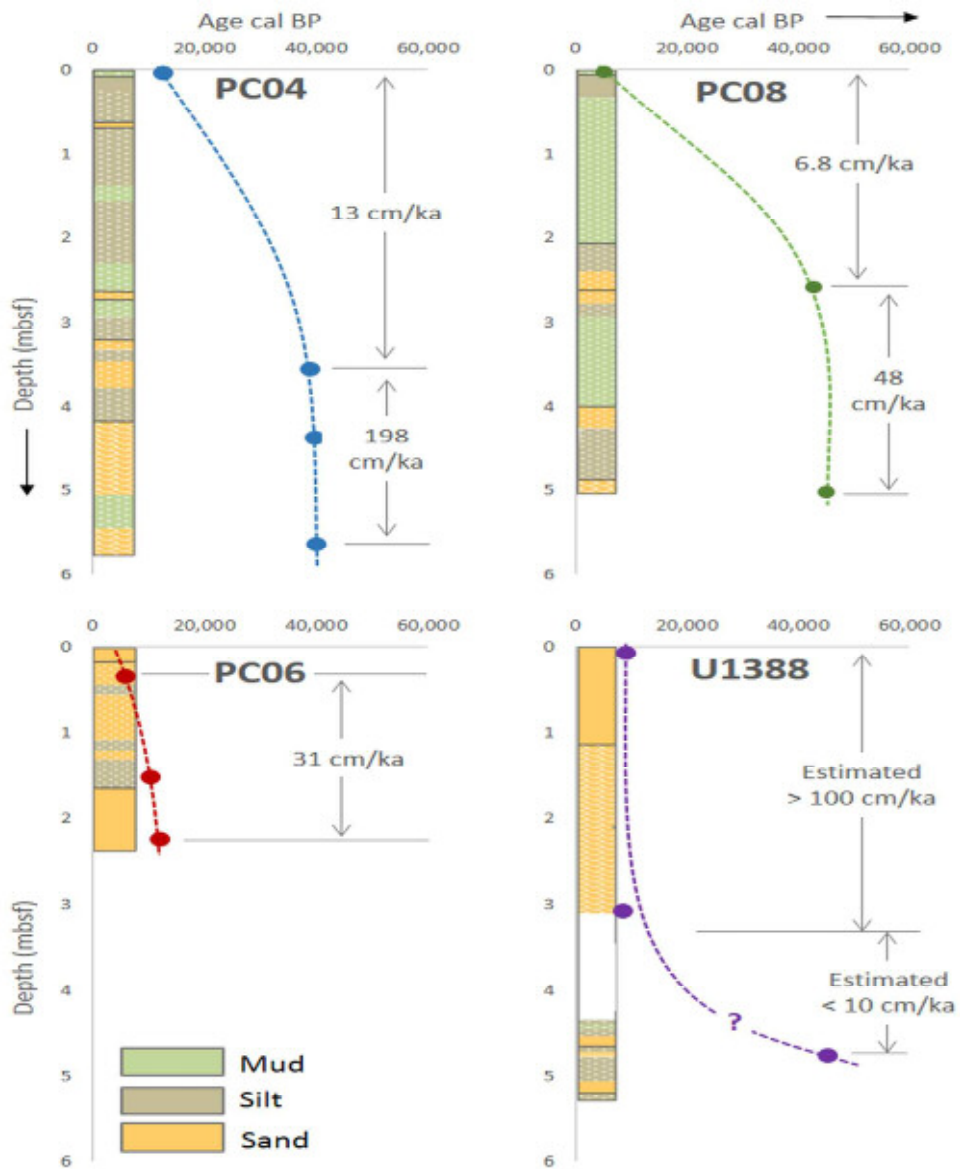 Age cal BP
0 20,000 40,000 60,000
0
1
2
3
4
5
6
Depth (mbsf)
PC04
13 cm/ka
198
cm/ka
Age cal BP
0 20,000 40,000 60,000
0
1
2
3
4
5
6
PC08
6.8 cm/ka
48
cm/ka
0 20,000 40,000 60,000
0
1
2
3
4
5
6
Depth (mbsf)
PC06
31 cm/ka
Mud
Silt
Sand
0 20,000 40,000 60,000
0
1
2
3
4
5
6
U1388
Estimated
> 100 cm/ka
Estimated
< 10 cm/ka
?